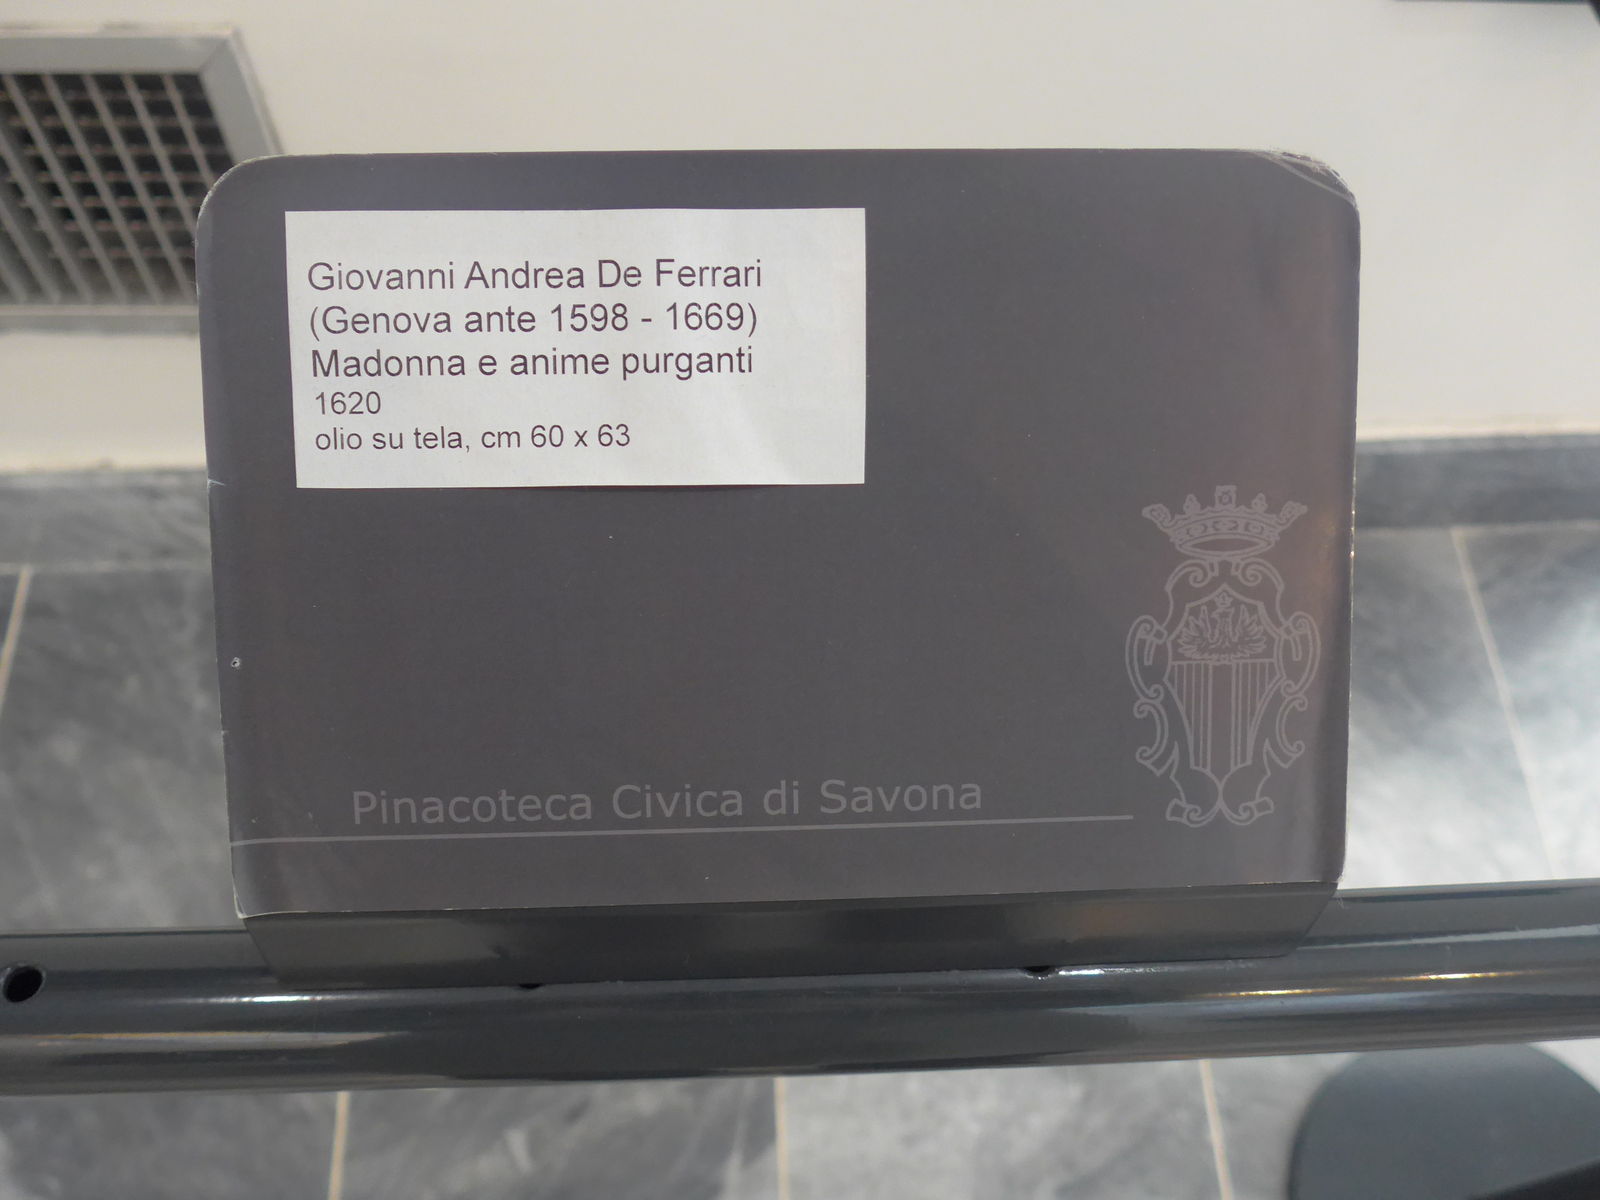 Giovanni Andrea De Ferrari
(Genova ante 1598 - 1669)
Madonna e anime purganti
1620
olio su tela, cm 60 x 63
Pinacoteca Civica di Savona